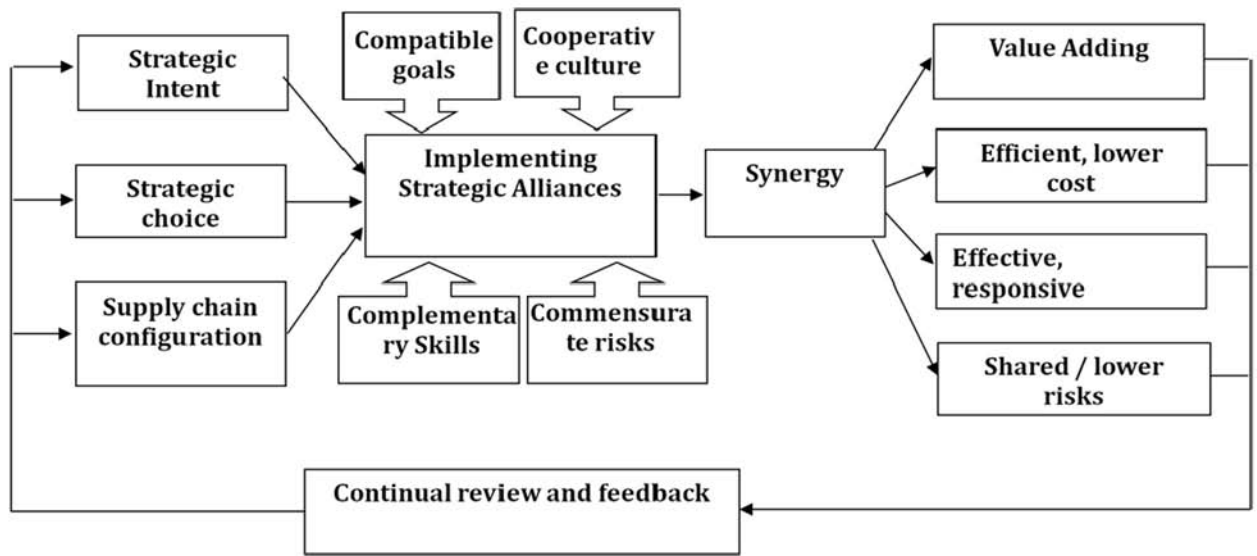 Strategic
Intent
Compatible
goals
Cooperativ
e culture
Value Adding
Strategic
choice
Implementing
Strategic Alliances
Synergy
Efficient, lower
cost
Effective,
responsive
Supply chain
configuration
Complementa
ry Skills
Commensura
te risks
Shared / lower
risks
Continual review and feedback